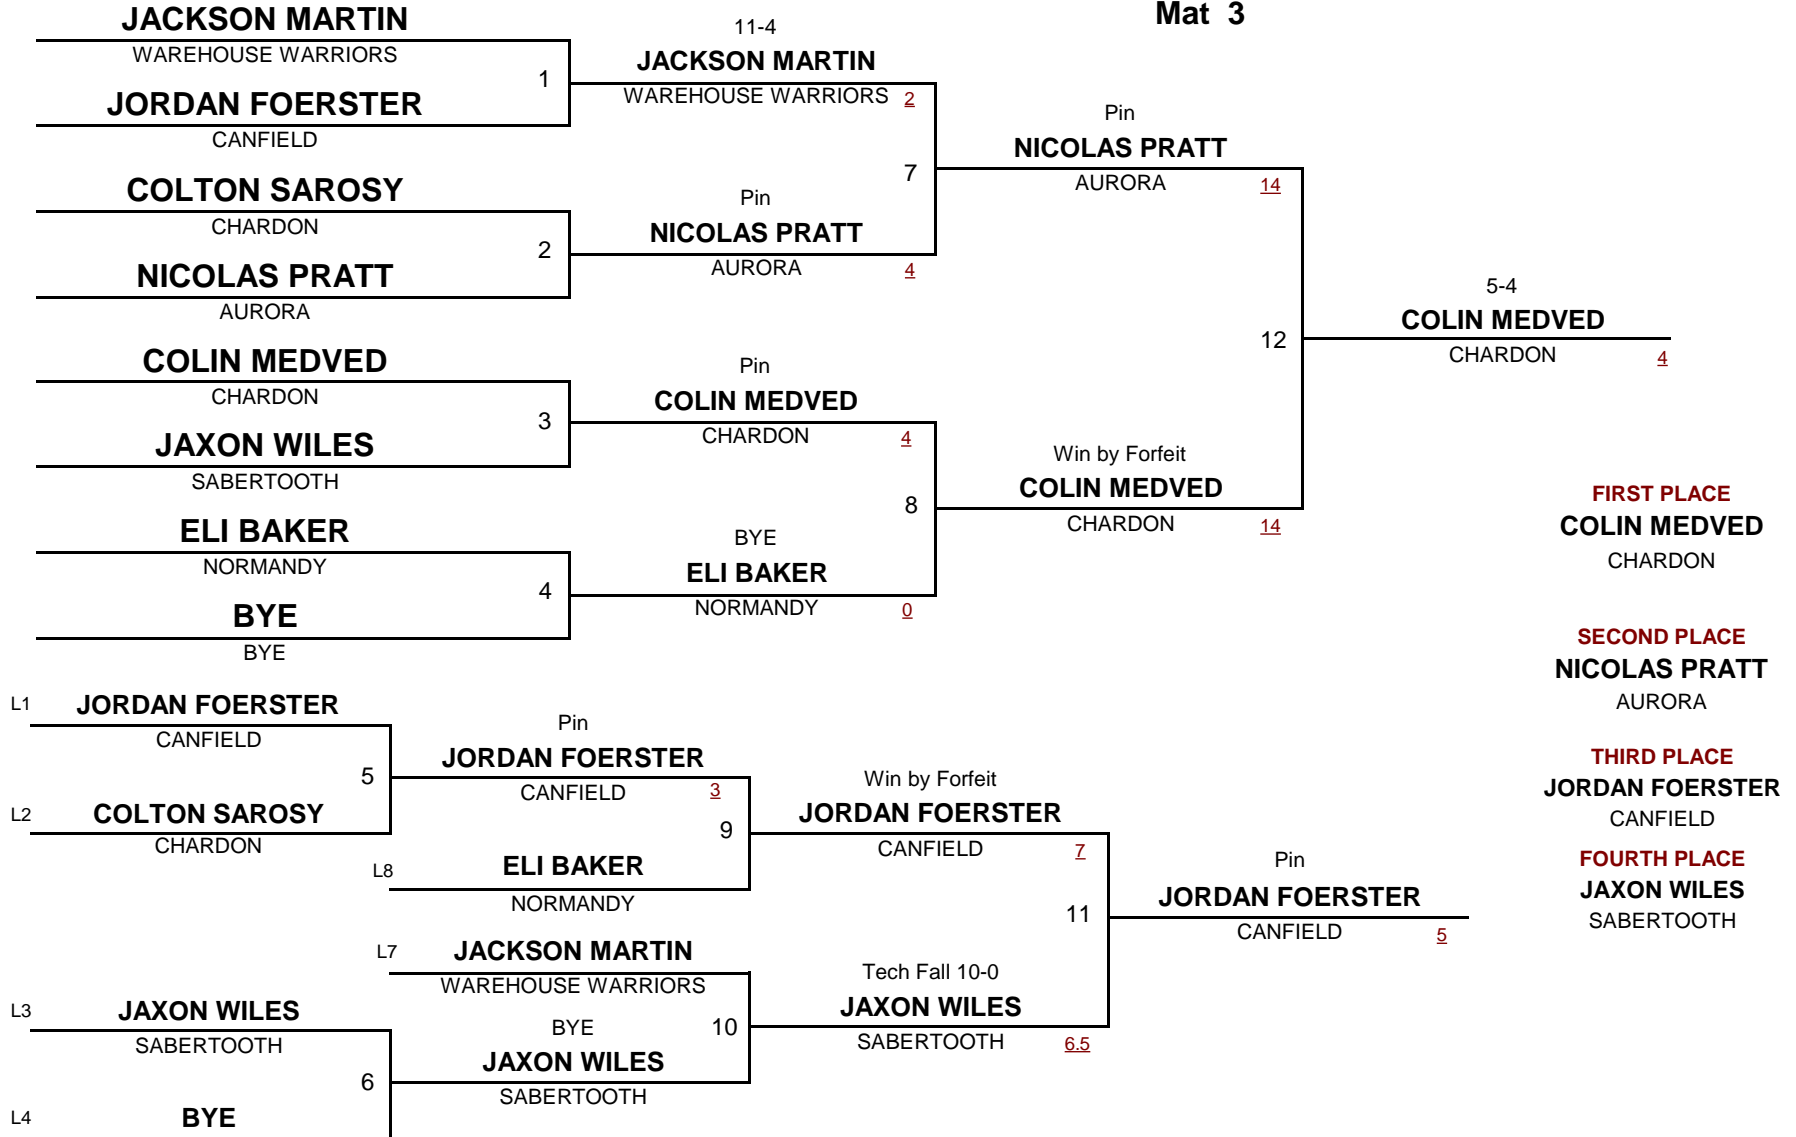 Mat 3
JACKSON MARTIN
WAREHOUSE WARRIORS
1
JORDAN FOERSTER
CANFIELD
COLTON SAROSY
CHARDON
2
NICOLAS PRATT
AURORA
COLIN MEDVED
CHARDON
3
JAXON WILES
SABERTOOTH
ELI BAKER
NORMANDY
4
BYE
BYE
11-4
JACKSON MARTIN
WAREHOUSE WARRIORS 2
7
Pin
NICOLAS PRATT
AURORA 4
Pin
COLIN MEDVED
CHARDON 4
8
BYE
ELI BAKER
NORMANDY 0
Pin
NICOLAS PRATT
AURORA 14
12
Win by Forfeit
COLIN MEDVED
CHARDON 14
5-4
COLIN MEDVED
CHARDON 4
FIRST PLACE
COLIN MEDVED
CHARDON
SECOND PLACE
NICOLAS PRATT
AURORA
THIRD PLACE
JORDAN FOERSTER
CANFIELD
FOURTH PLACE
JAXON WILES
SABERTOOTH
L1 JORDAN FOERSTER
CANFIELD
5
L2 COLTON SAROSY
CHARDON
Pin
JORDAN FOERSTER
CANFIELD 3
9
L8 ELI BAKER
NORMANDY
L7 JACKSON MARTIN
WAREHOUSE WARRIORS
10
BYE
JAXON WILES
SABERTOOTH
L3 JAXON WILES
SABERTOOTH
6
L4 BYE
Win by Forfeit
JORDAN FOERSTER
CANFIELD 7
11
Tech Fall 10-0
JAXON WILES
SABERTOOTH 6.5
Pin
JORDAN FOERSTER
CANFIELD 5